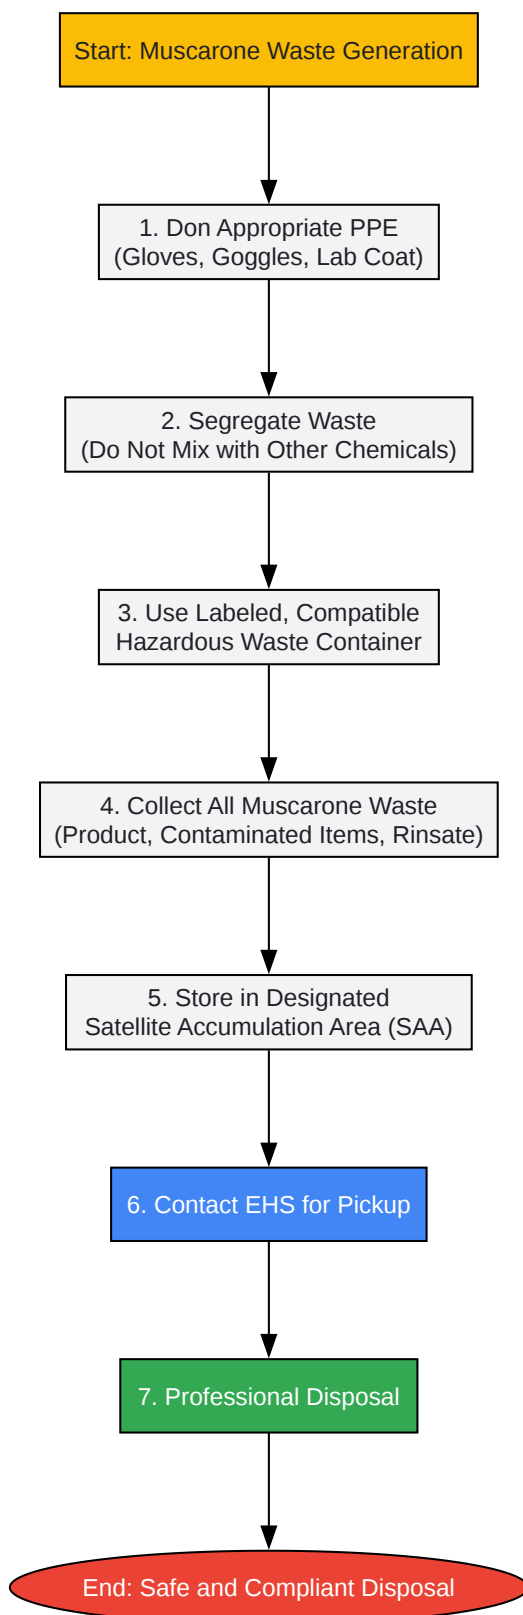 Start: Muscarone Waste Generation
1. Don Appropriate PPE
(Gloves, Goggles, Lab Coat)
2. Segregate Waste
(Do Not Mix with Other Chemicals)
3. Use Labeled, Compatible
Hazardous Waste Container
4. Collect All Muscarone Waste
(Product, Contaminated Items, Rinsate)
5. Store in Designated
Satellite Accumulation Area (SAA)
6. Contact EHS for Pickup
7. Professional Disposal
End: Safe and Compliant Disposal